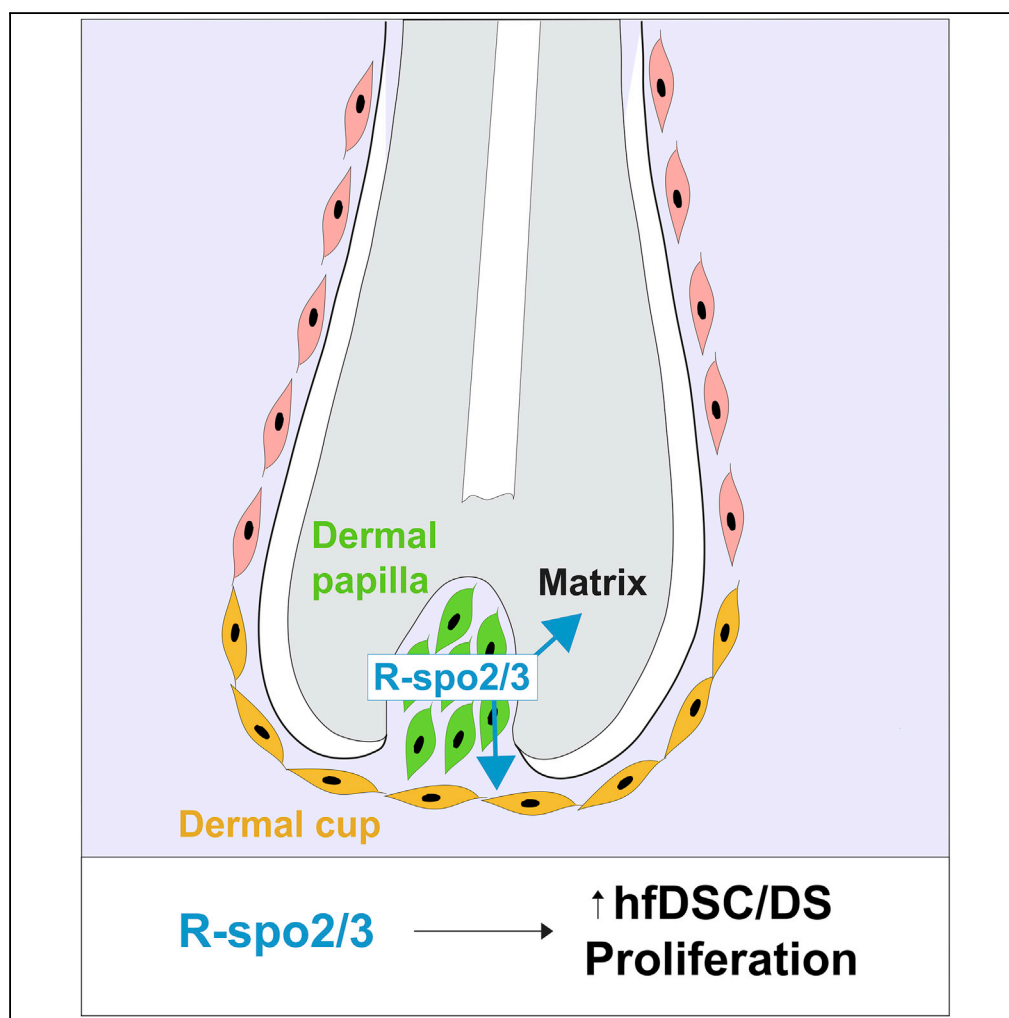 Dermal
papilla
Matrix
R-spo2/3
Dermal cup
R-spo2/3
↑hfDSC/DS
Proliferation